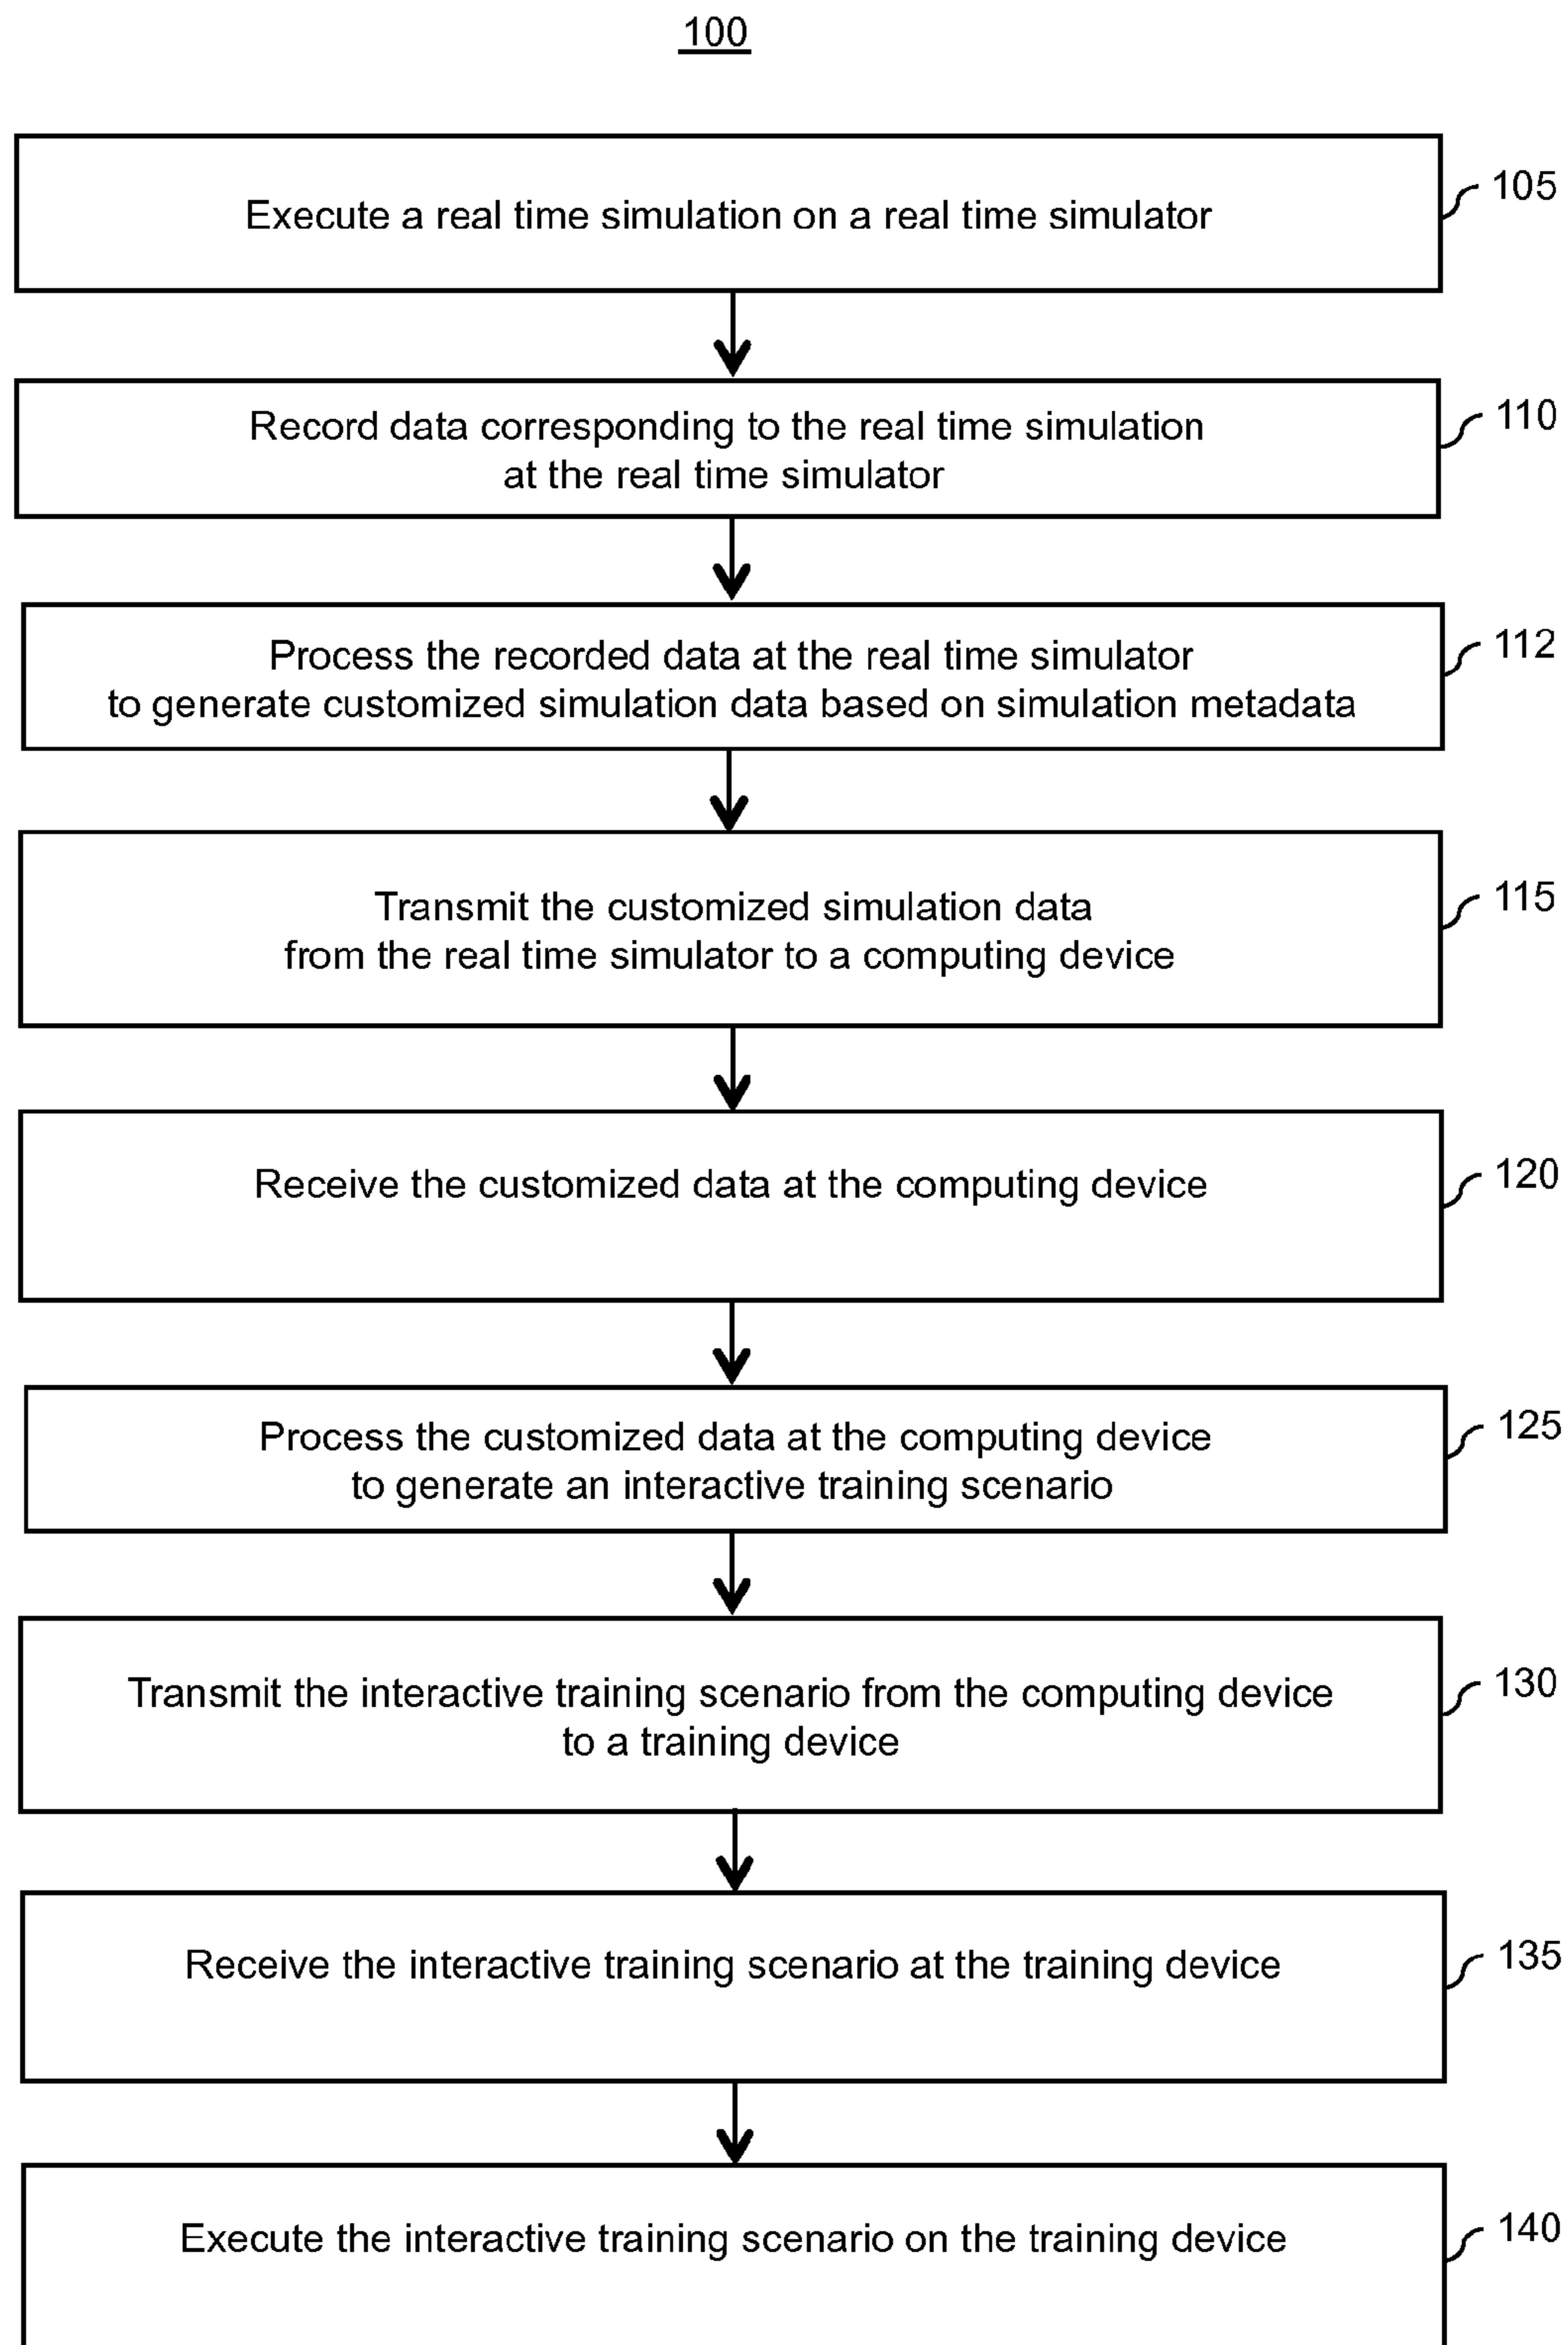 100
Execute a real time simulation on a real time simulator
105
Record data corresponding to the real time simulation
at the real time simulator
110
Process the recorded data at the real time simulator
to generate customized simulation data based on simulation metadata
112
Transmit the customized simulation data
from the real time simulator to a computing device
115
Receive the customized data at the computing device
120
Process the customized data at the computing device
to generate an interactive training scenario
125
Transmit the interactive training scenario from the computing device
to a training device
130
Receive the interactive training scenario at the training device
135
Execute the interactive training scenario on the training device
140